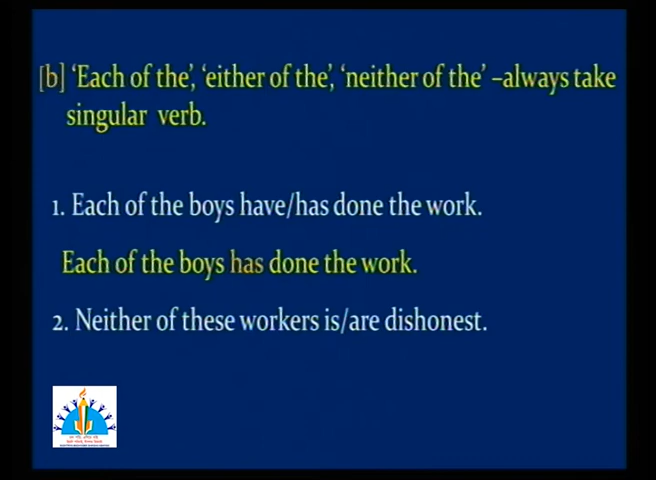 [b] ‘Each of the’, ‘either of the’, ‘neither of the’ –always take
singular verb.
1. Each of the boys have/has done the work.
Each of the boys has done the work.
2. Neither of these workers is/are dishonest.